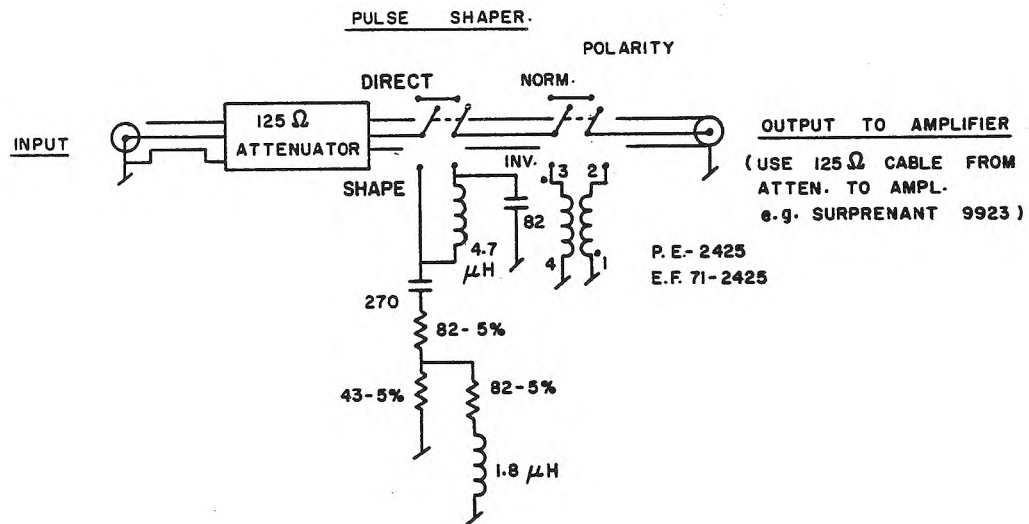 PULSE SHAPER.
POLARITY
DIRECT
NORM.
INPUT
125 Ω
ATTENUATOR
OUTPUT TO AMPLIFIER
(USE 125 Ω CABLE FROM
ATTEN. TO AMPL.
e.g. SURPRENANT 9923)
SHAPE
INV.
3
2
82
4.7
μH
4
1
P.E.-2425
E.F. 71-2425
270
82-5%
43-5%
82-5%
1.8 μH